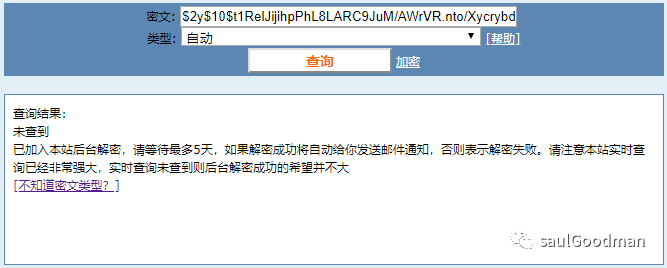 密文: $2y$10$t1RelJijihpPhL8LARC9JuM/AWrVR.nto/Xycrybd
类型: 自动 [帮助]
查询 加密
查询结果:
未查到
已加入本站后台解密，请等待最多5天，如果解密成功将自动给你发送邮件通知，否则表示解密失败。请注意本站实时查
询已经非常强大，实时查询未查到则后台解密成功的希望并不大
[不知道密文类型？]
saulGoodman